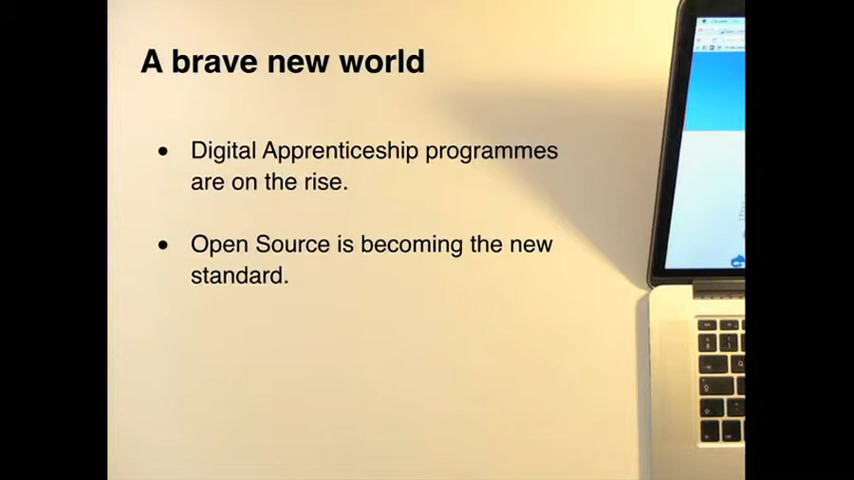 A brave new world
• Digital Apprenticeship programmes
are on the rise.
• Open Source is becoming the new
standard.